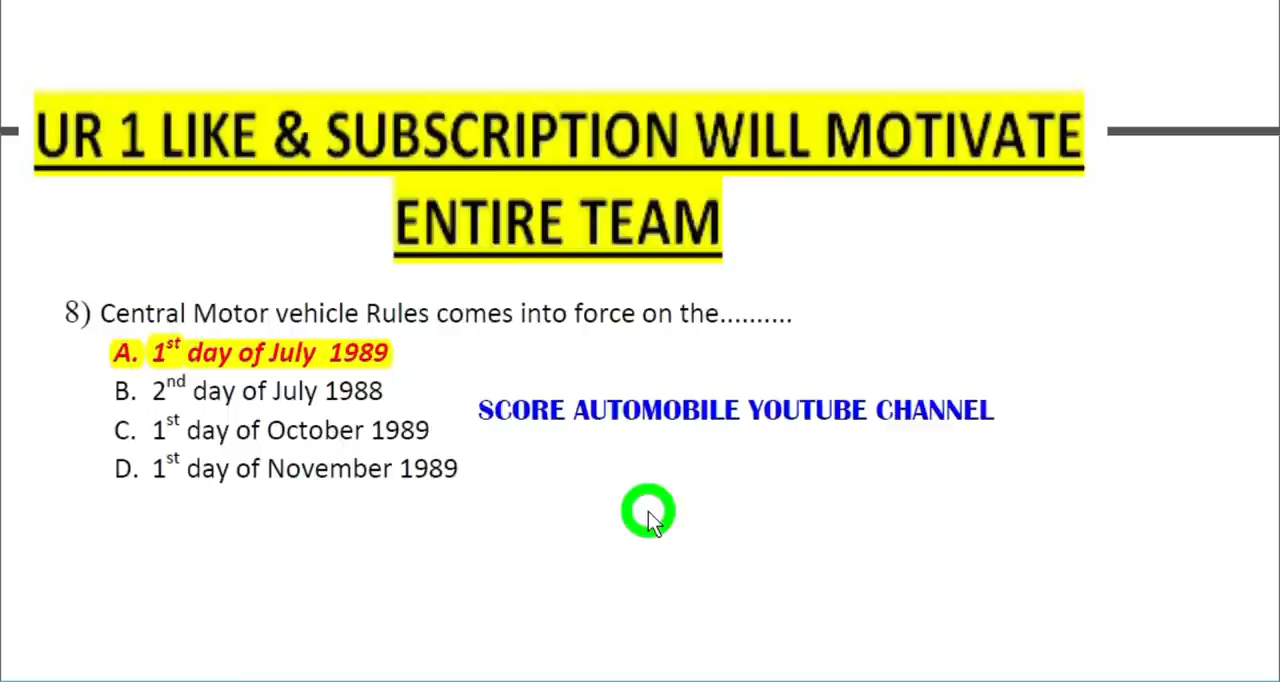 UR 1 LIKE & SUBSCRIPTION WILL MOTIVATE
ENTIRE TEAM
8) Central Motor vehicle Rules comes into force on the..........
A. 1st day of July 1989
B. 2nd day of July 1988
SCORE AUTOMOBILE YOUTUBE CHANNEL
C. 1st day of October 1989
D. 1st day of November 1989